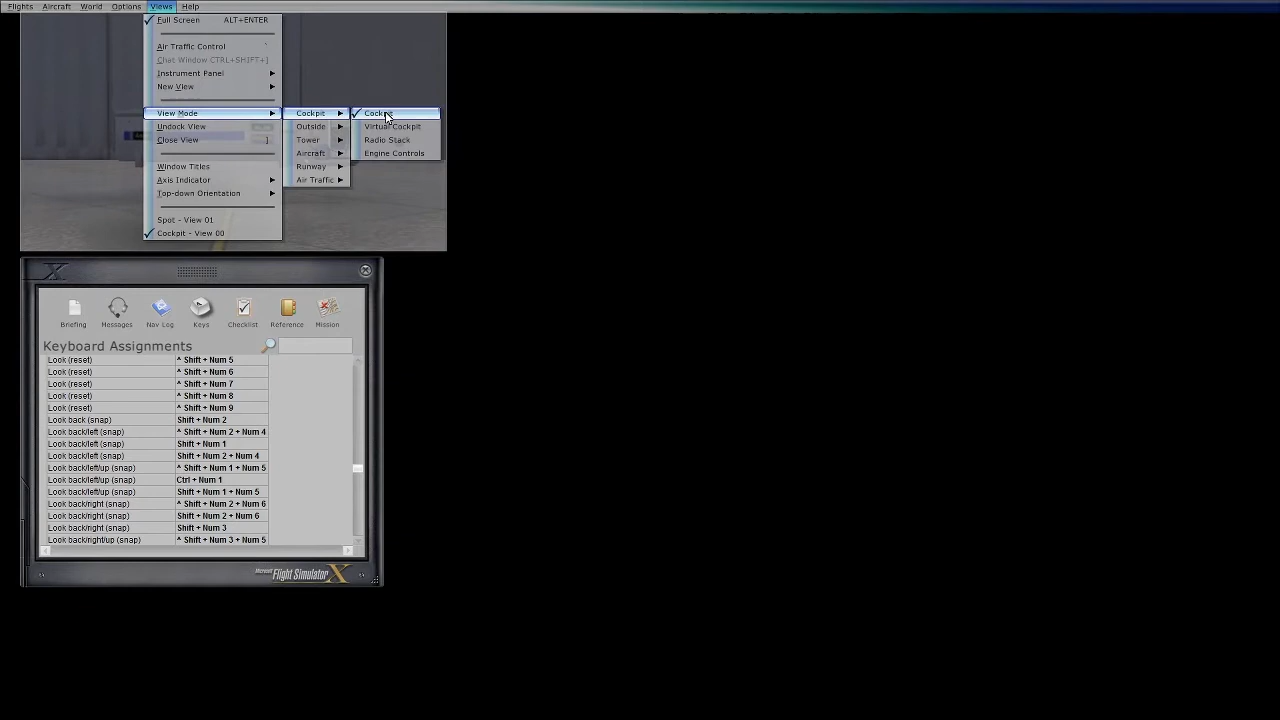 Flights Aircraft World Options Views Help
Full Screen ALT+ENTER
Air Traffic Control `
Chat Window CTRL+SHIFT+]
Instrument Panel
New View
View Mode
Undock View
Close View ]
Window Titles
Axis Indicator
Top-down Orientation
Spot - View 01
Cockpit - View 00
Cockpit
Outside
Tower
Aircraft
Runway
Air Traffic
Virtual Cockpit
Radio Stack
Engine Controls
X
Briefing Messages Nav Log Keys Checklist Reference Mission
Keyboard Assignments
Look (reset) ^ Shift + Num 5
Look (reset) ^ Shift + Num 6
Look (reset) ^ Shift + Num 7
Look (reset) ^ Shift + Num 8
Look (reset) ^ Shift + Num 9
Look back (snap) Shift + Num 2
Look back/left (snap) ^ Shift + Num 2 + Num 4
Look back/left (snap) Shift + Num 1
Look back/left (snap) Shift + Num 2 + Num 4
Look back/left/up (snap) ^ Shift + Num 1 + Num 5
Look back/left/up (snap) Ctrl + Num 1
Look back/left/up (snap) Shift + Num 1 + Num 5
Look back/right (snap) ^ Shift + Num 2 + Num 6
Look back/right (snap) Shift + Num 2 + Num 6
Look back/right (snap) Shift + Num 3
Look back/right/up (snap) ^ Shift + Num 3 + Num 5
Microsoft Flight Simulator X